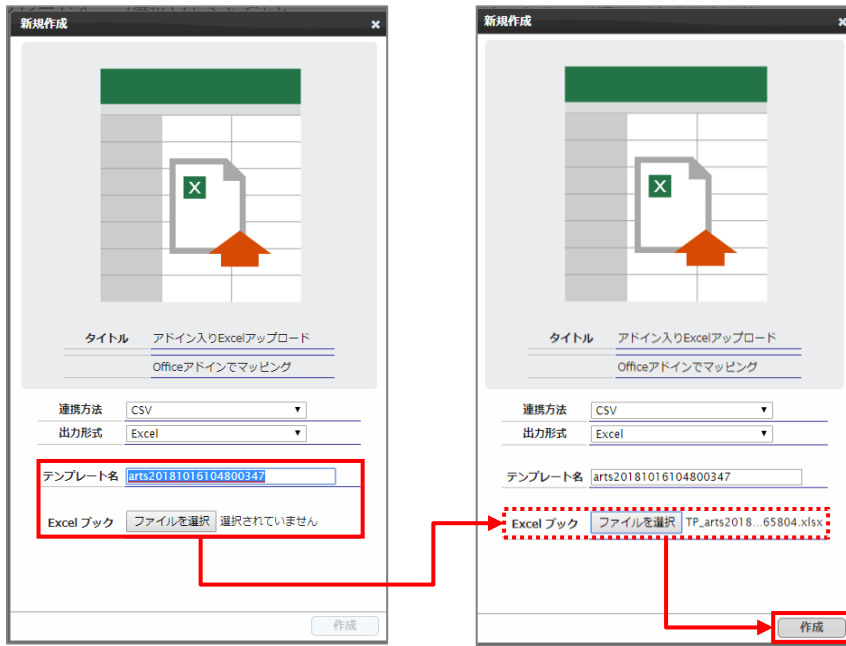 新規作成 ×
X
タイトル アドイン入りExcelアップロード
Officeアドインでマッピング
連携方法 CSV ▼
出力形式 Excel ▼
テンプレート名 arts20181016104800347
Excel ブック ファイルを選択 選択されていません
作成
新規作成 ×
X
タイトル アドイン入りExcelアップロード
Officeアドインでマッピング
連携方法 CSV ▼
出力形式 Excel ▼
テンプレート名 arts20181016104800347
Excel ブック ファイルを選択 TP_arts2018...65804.xlsx
作成